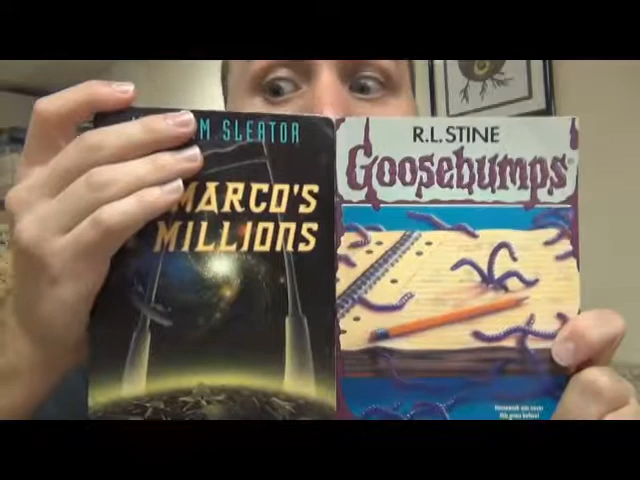 M SLEATOR
MARCO'S
MILLIONS
R.L. STINE
Goosebumps